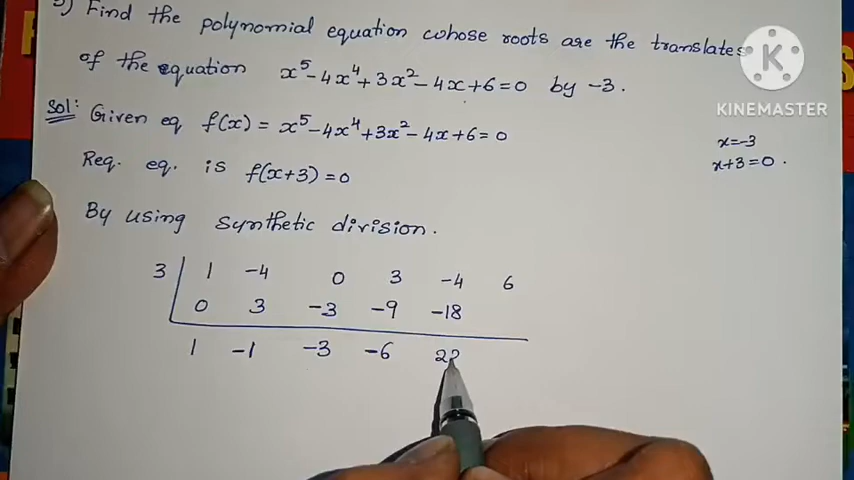 5) Find the polynomial equation whose roots are the translates
of the equation x⁵-4x⁴+3x²-4x+6=0 by -3.
KINEMASTER
Sol: Given eq f(x) = x⁵-4x⁴+3x²-4x+6=0
x=-3
x+3=0.
Req. eq. is f(x+3)=0
By using synthetic division.
3 | 1 -4 0 3 -4 6
0 3 -3 -9 -18
1 -1 -3 -6 22